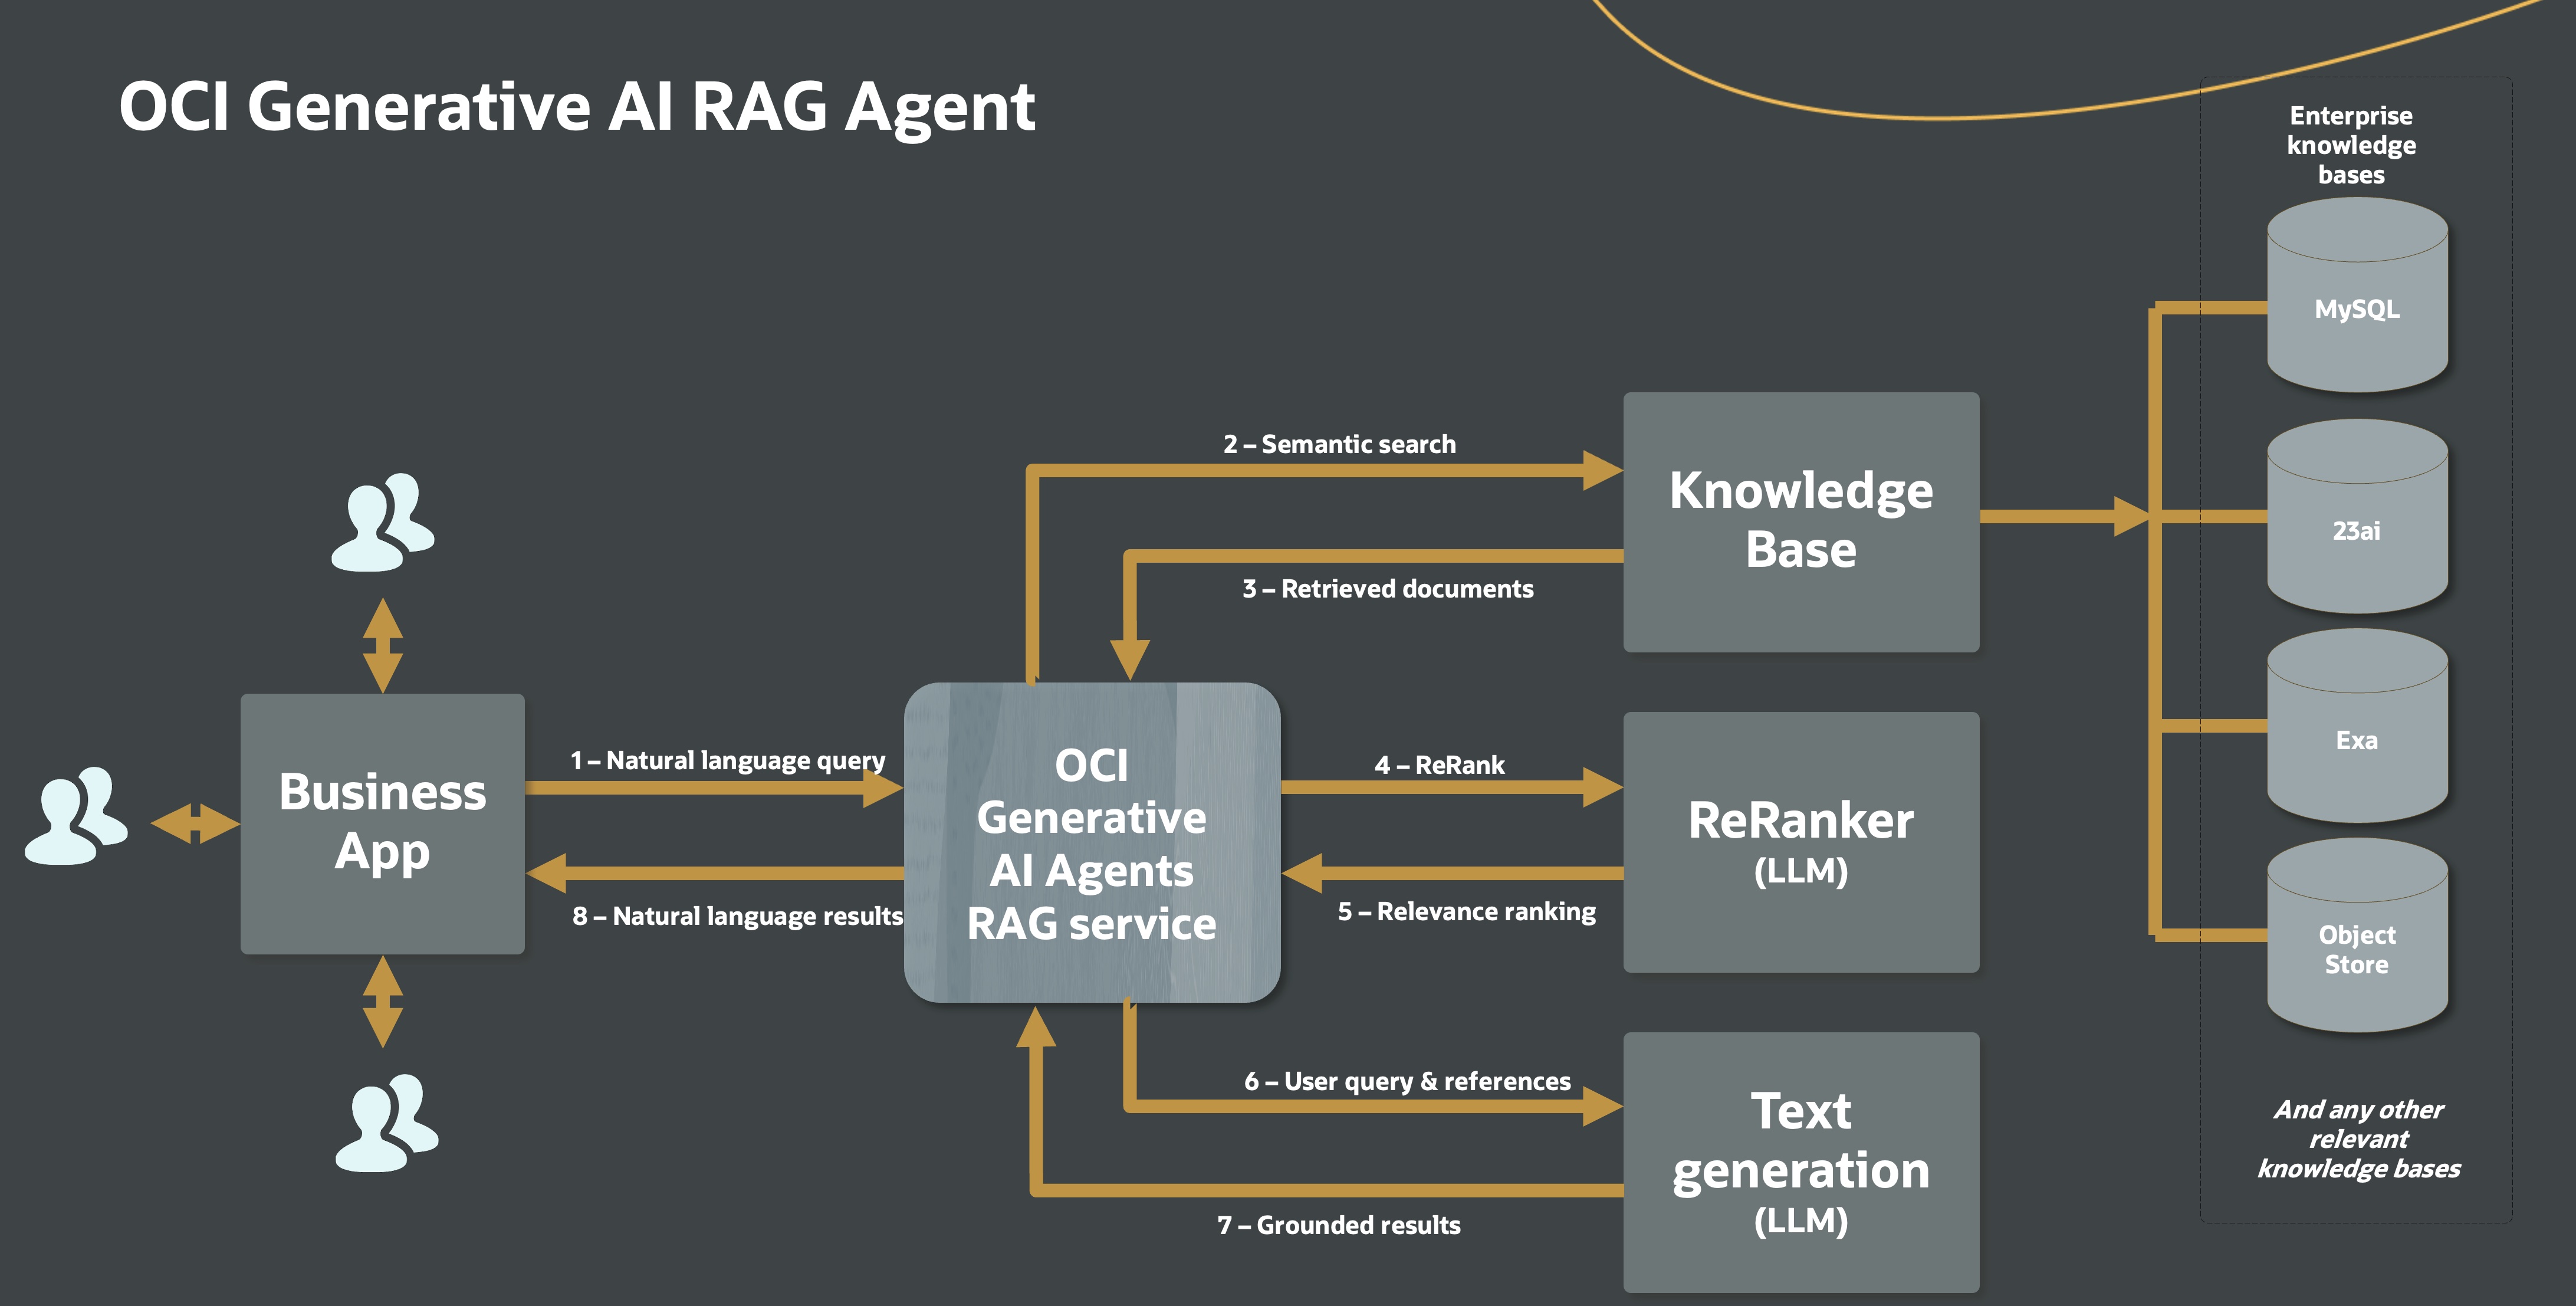 OCI Generative AI RAG Agent
Enterprise
knowledge
bases
MySQL
2 – Semantic search
Knowledge
Base
23ai
3 – Retrieved documents
1 – Natural language query
Business
App
8 – Natural language results
OCI
Generative
AI Agents
RAG service
4 – ReRank
ReRanker
(LLM)
5 – Relevance ranking
Exa
Object
Store
6 – User query & references
Text
generation
(LLM)
7 – Grounded results
And any other
relevant
knowledge bases